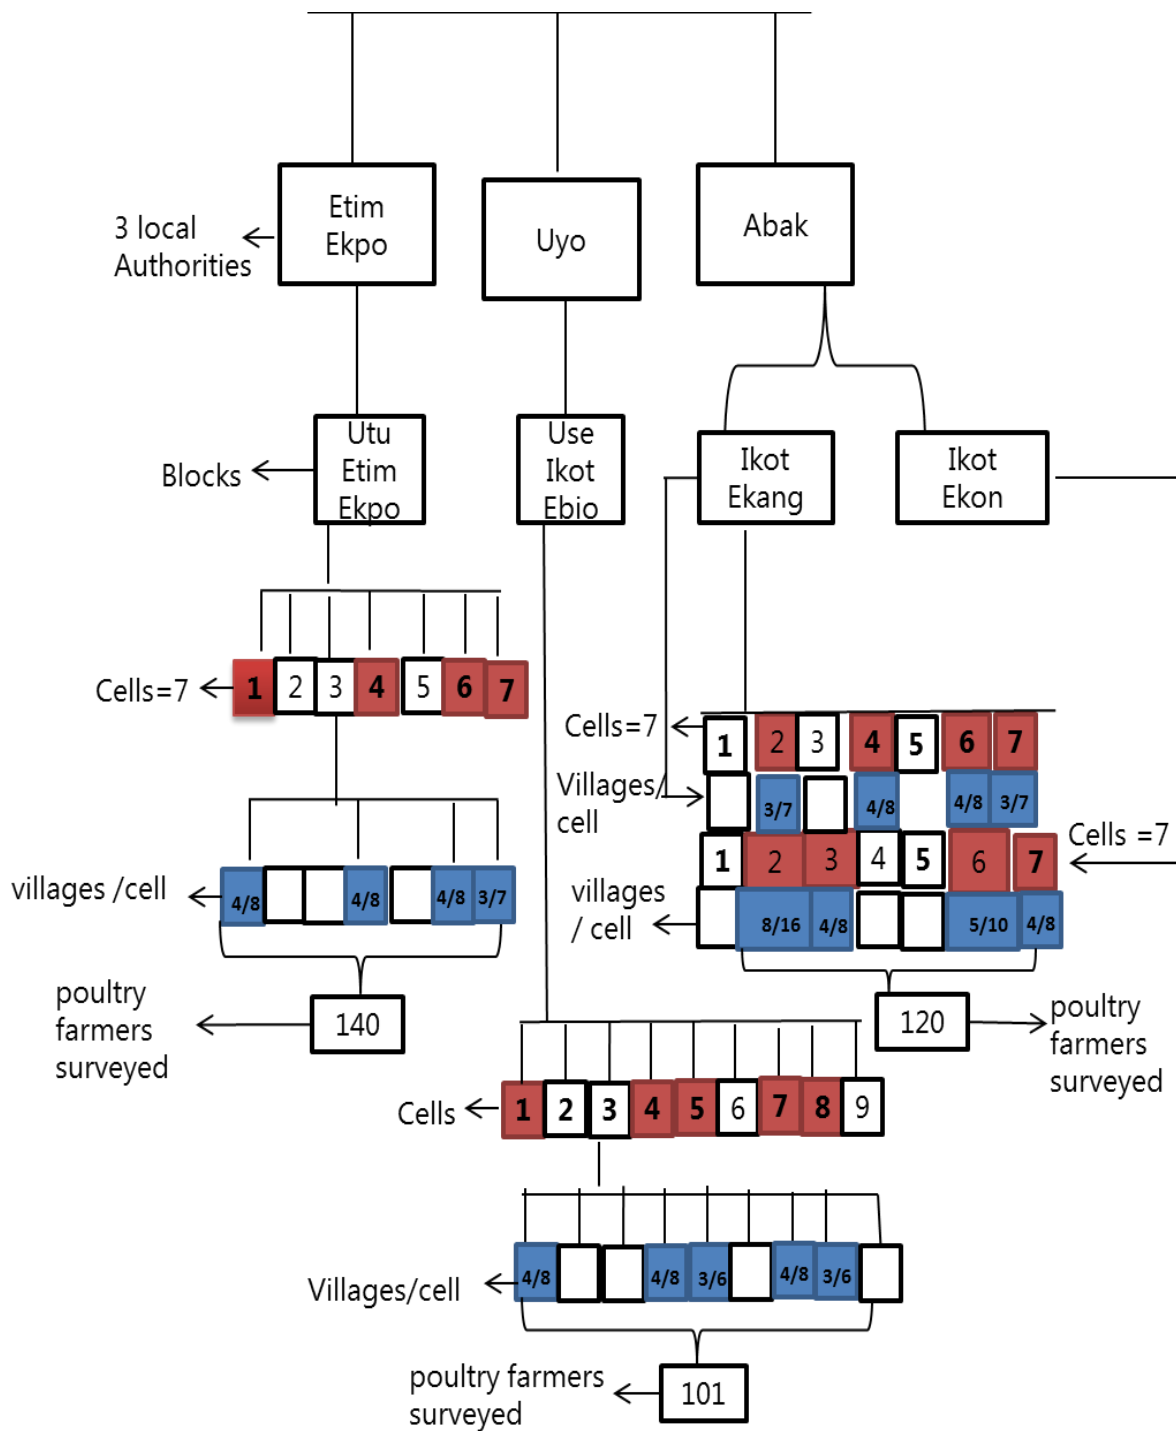 3 local
Authorities
Etim
Ekpo
Uyo
Abak
Blocks
Utu
Etim
Ekpo
Use
Ikot
Ebio
Ikot
Ekang
Ikot
Ekon
Cells=7
1 2 3 4 5 6 7
villages /cell
4/8 4/8 4/8 3/7
poultry
farmers
surveyed
140
Cells=7
1 2 3 4 5 6 7
Villages/
cell
3/7 4/8 4/8 3/7
1 2 3 4 5 6 7
Cells =7
villages
/ cell
8/16 4/8 5/10 4/8
120
poultry
farmers
surveyed
Cells
1 2 3 4 5 6 7 8 9
Villages/cell
4/8 4/8 3/6 4/8 3/6
poultry farmers
surveyed
101